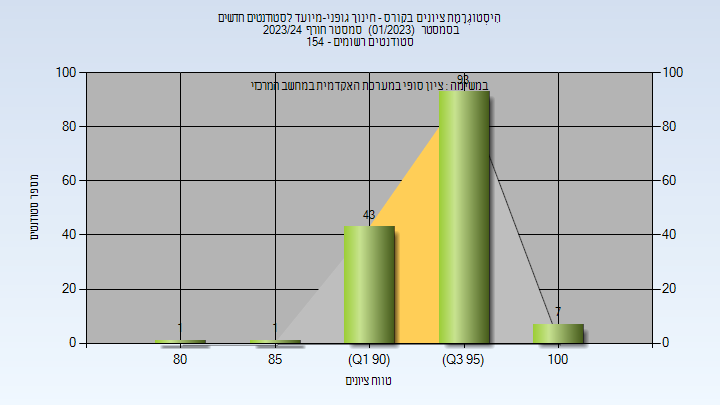 היסטוגרמת ציונים בקורס - חינוך גופני-מיועד לסטודנטים חדשים
בסמסטר (01/2023) סמסטר חורף 2023/24
סטודנטים רשומים - 154
במשימה : ציון סופי במערכת האקדמית במחשב המרכזי
100 100
80 80
60 60
40 40
20 20
0 0
1 1 43 93 7
80 85 (Q1 90) (Q3 95) 100
מספר סטודנטים
טווח ציונים